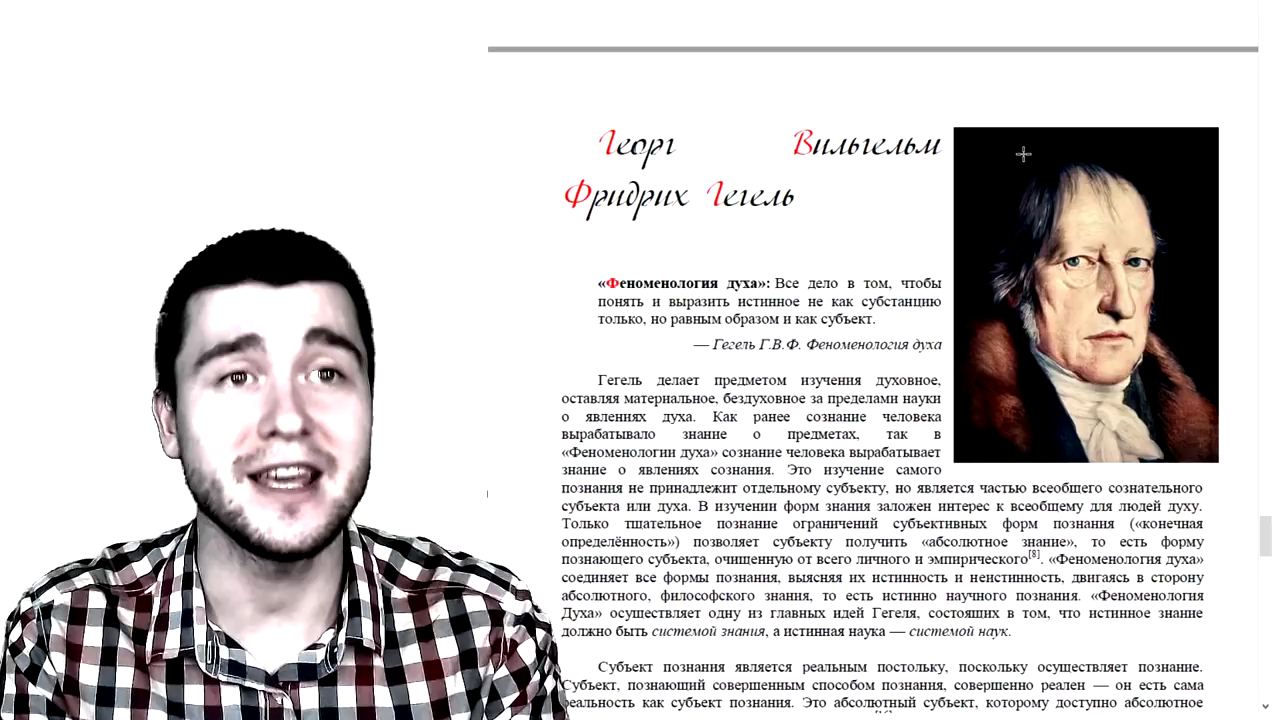 Георг Вильгельм
Фридрих Гегель
«Феноменология духа»: Все дело в том, чтобы
понять и выразить истинное не как субстанцию
только, но равным образом и как субъект.
— Гегель Г.В.Ф. Феноменология духа
Гегель делает предметом изучения духовное,
оставляя материальное, бездуховное за пределами науки
о явлениях духа. Как ранее сознание человека
вырабатывало знание о предметах, так в
«Феноменологии духа» сознание человека вырабатывает
знание о явлениях сознания. Это изучение самого
познания не принадлежит отдельному субъекту, но является частью всеобщего сознательного
субъекта или духа. В изучении форм знания заложен интерес к всеобщему для людей духу.
Только тщательное познание ограничений субъективных форм познания («конечная
определённость») позволяет субъекту получить «абсолютное знание», то есть форму
познающего субъекта, очищенную от всего личного и эмпирического[8]. «Феноменология духа»
соединяет все формы познания, выясняя их истинность и неистинность, двигаясь в сторону
абсолютного, философского знания, то есть истинно научного познания. «Феноменология
Духа» осуществляет одну из главных идей Гегеля, состоящих в том, что истинное знание
должно быть системой знания, а истинная наука — системой наук.
Субъект познания является реальным постольку, поскольку осуществляет познание.
Субъект, познающий совершенным способом познания, совершенно реален — он есть сама
реальность как субъект познания. Это абсолютный субъект, которому доступно абсолютное